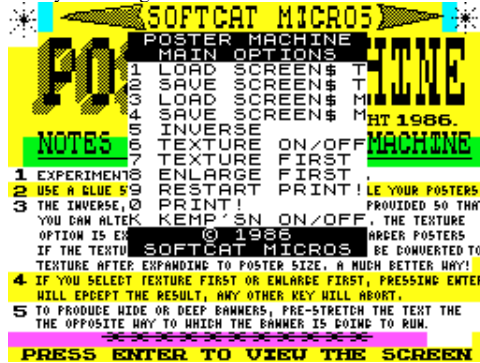 SOFTCAT MICROS
POSTER MACHINE
MAIN OPTIONS
1 LOAD SCREEN$ T
2 SAVE SCREEN$ T
3 LOAD SCREEN$ M
4 SAVE SCREEN$ M
5 INVERSE
6 TEXTURE ON/OFF
7 TEXTURE FIRST
8 ENLARGE FIRST
9 RESTART PRINT!
0 PRINT!
K KEMP'SN ON/OFF
© 1986
SOFTCAT MICROS
PO INE
HT 1986.
NOTES MACHINE
1 EXPERIMENT
2 USE A GLUE S LE YOUR POSTERS
3 THE INVERSE, PROVIDED SO THA
YOU CAN ALTE , THE TEXTURE
OPTION IS EX ARGER POSTERS
IF THE TEXTU BE CONVERTED TO
TEXTURE AFTER EXPANDING TO POSTER SIZE. A MUCH BETTER WAY!
4 IF YOU SELECT TEXTURE FIRST OR ENLARGE FIRST, PRESSING ENTER
WILL EPCEPT THE RESULT, ANY OTHER KEY WILL ABORT.
5 TO PRODUCE WIDE OR DEEP BANNERS, PRE-STRETCH THE TEXT THE
THE OPPOSITE WAY TO WHICH THE BANNER IS GOING TO RUN.
PRESS ENTER TO VIEW THE SCREEN